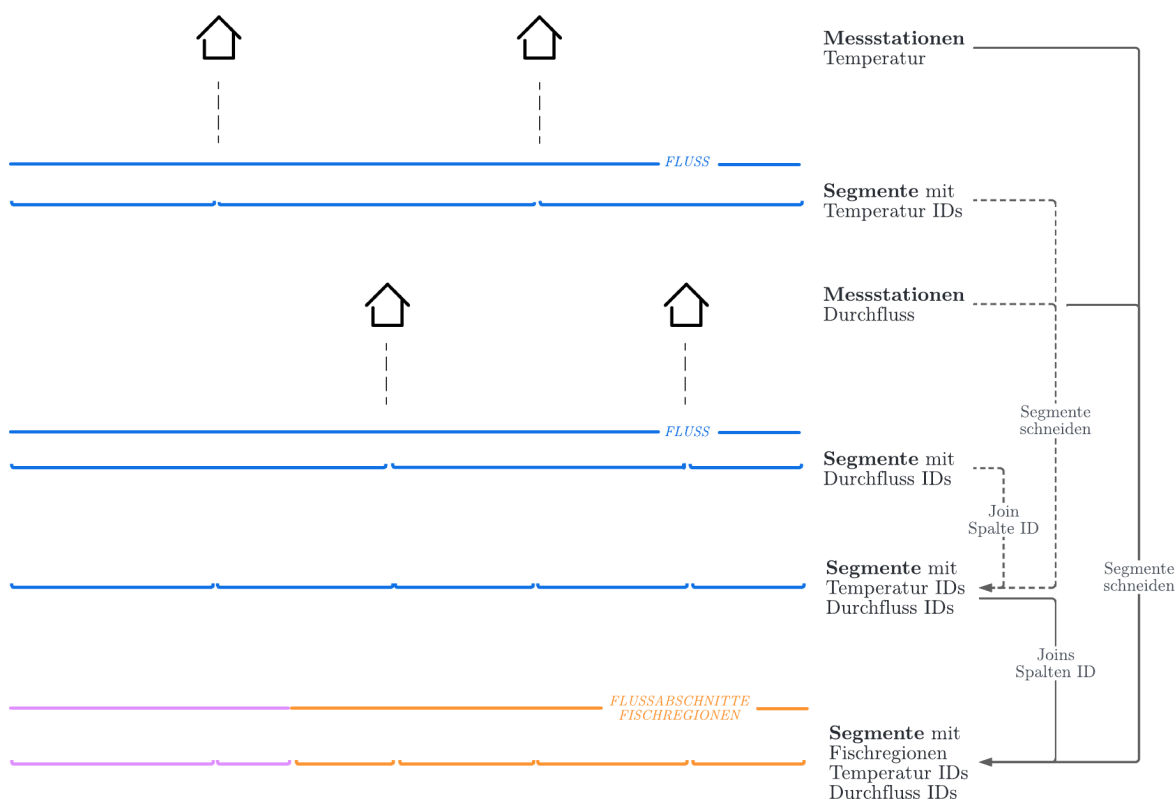 Messstationen
Temperatur
FLUSS
Segmente mit
Temperatur IDs
Messstationen
Durchfluss
Segmente
schneiden
FLUSS
Segmente mit
Durchfluss IDs
Join
Spalte ID
Segmente mit
Temperatur IDs
Durchfluss IDs
Segmente
schneiden
Joins
Spalten ID
FLUSSABSCHNITTE
FISCHREGIONEN
Segmente mit
Fischregionen
Temperatur IDs
Durchfluss IDs